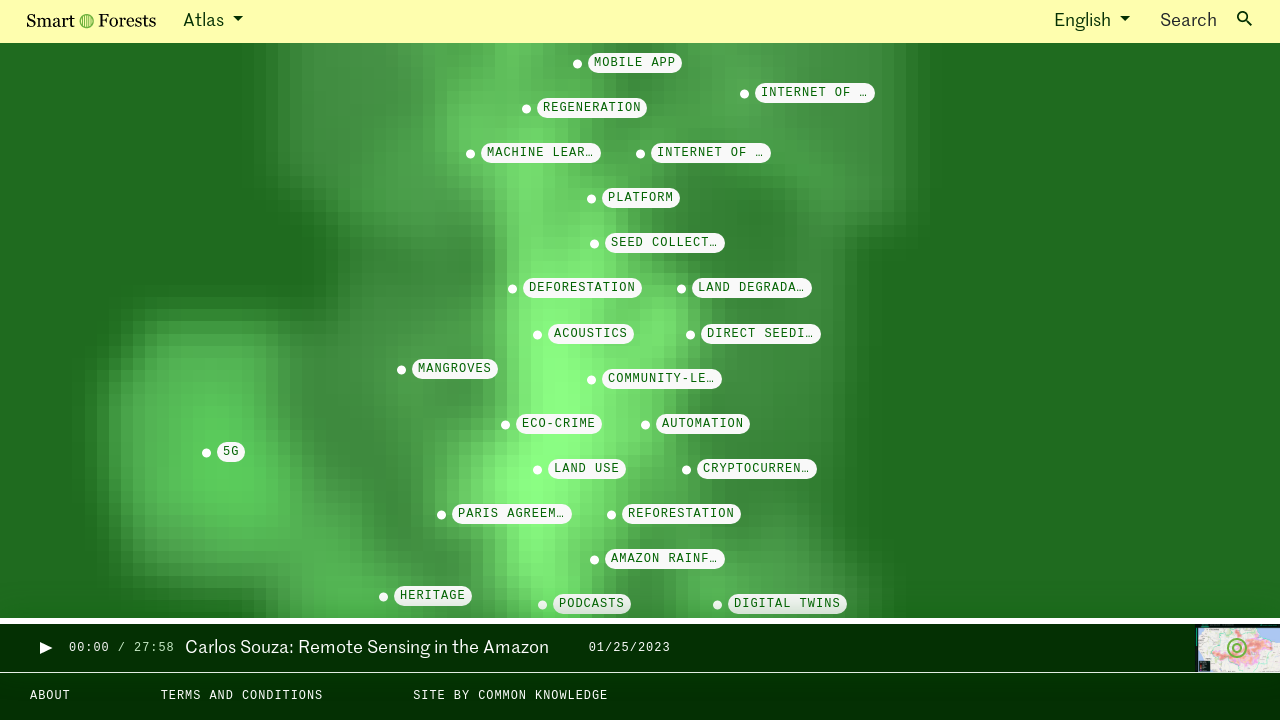 Smart Forests
Atlas
English
Search
MOBILE APP
INTERNET OF …
REGENERATION
MACHINE LEAR…
INTERNET OF …
PLATFORM
SEED COLLECT…
DEFORESTATION
LAND DEGRADA…
ACOUSTICS
DIRECT SEEDI…
MANGROVES
COMMUNITY-LE…
ECO-CRIME
AUTOMATION
5G
LAND USE
CRYPTOCURREN…
PARIS AGREEM…
REFORESTATION
AMAZON RAINF…
HERITAGE
PODCASTS
DIGITAL TWINS
00:00 / 27:58
Carlos Souza: Remote Sensing in the Amazon
01/25/2023
ABOUT
TERMS AND CONDITIONS
SITE BY COMMON KNOWLEDGE